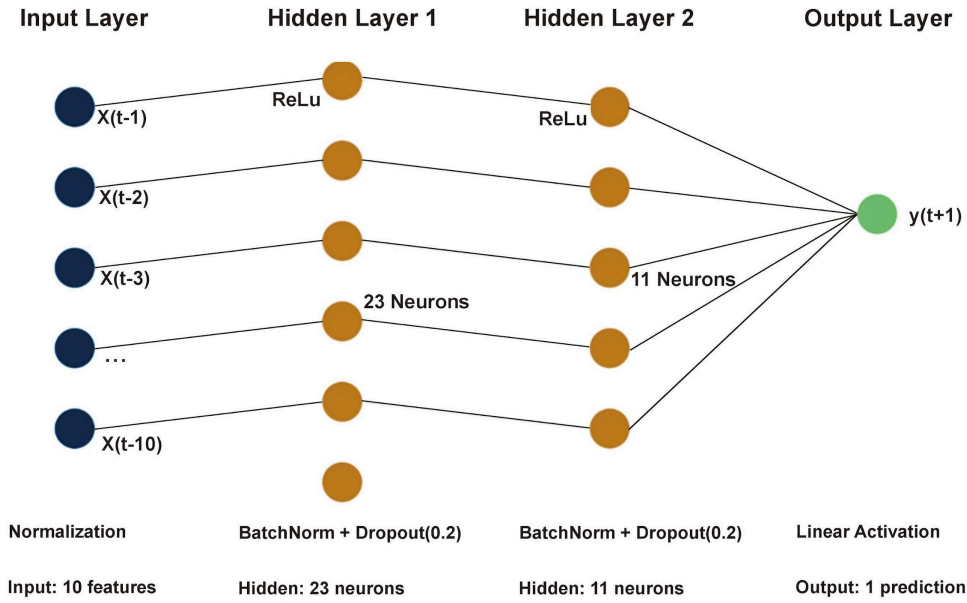 Input Layer
Hidden Layer 1
Hidden Layer 2
Output Layer
X(t-1)
ReLu
ReLu
X(t-2)
y(t+1)
X(t-3)
11 Neurons
23 Neurons
...
X(t-10)
Normalization
BatchNorm + Dropout(0.2)
BatchNorm + Dropout(0.2)
Linear Activation
Input: 10 features
Hidden: 23 neurons
Hidden: 11 neurons
Output: 1 prediction